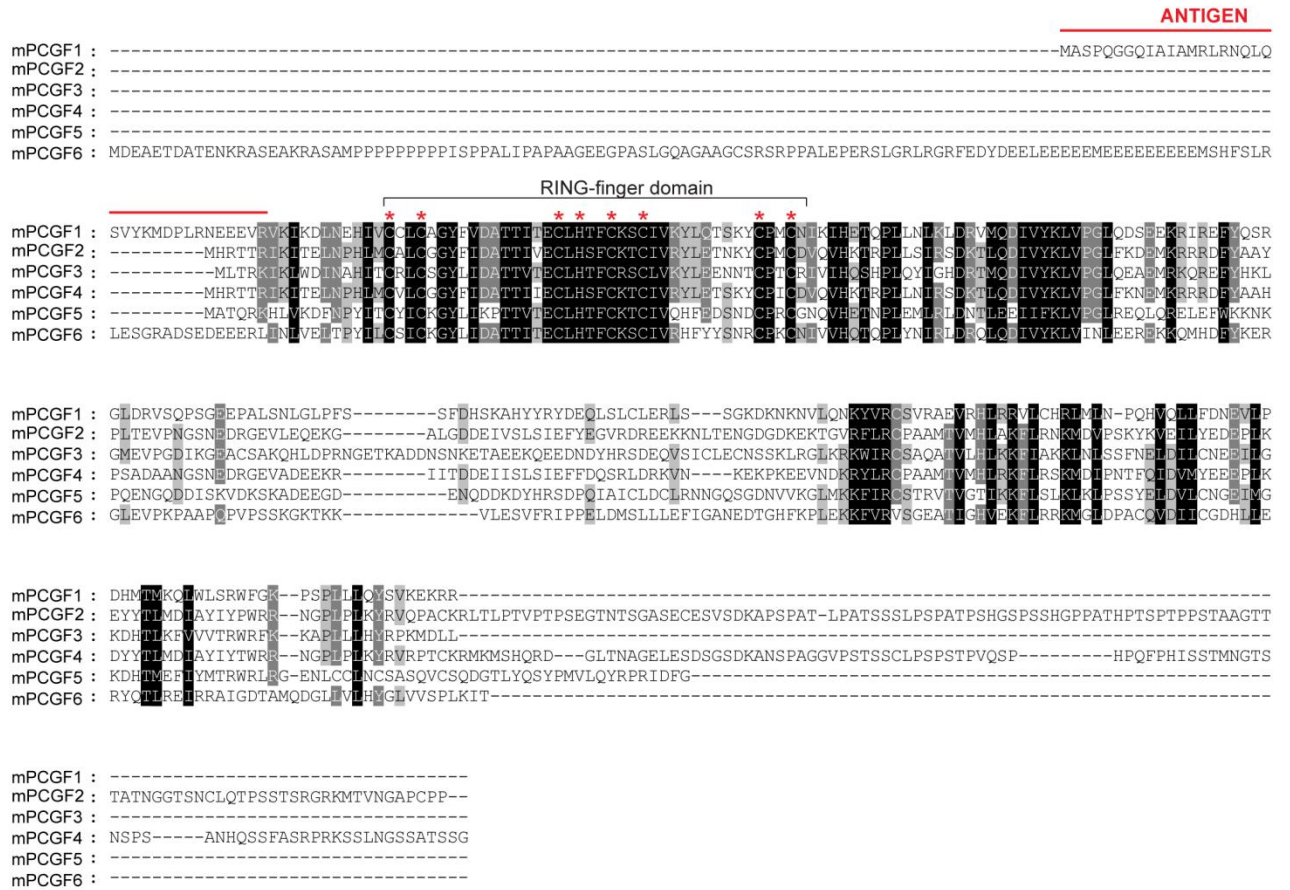 ANTIGEN
mPCGF1 : ------------------------------------------------------------------------------------------MASPQGGQIAIAMRLRNQLQ
mPCGF2 : --------------------------------------------------------------------------------------------------------------
mPCGF3 : --------------------------------------------------------------------------------------------------------------
mPCGF4 : --------------------------------------------------------------------------------------------------------------
mPCGF5 : --------------------------------------------------------------------------------------------------------------
mPCGF6 : MDEAETDATENKRASEAKRASAMPPPPPPPPPPISPPALIPAPAAGEEGPASLGQAGAAGCSRSRPPALEPERSLGRLRGRFEDYDEELEEEEEMEEEEEEEEEMSHFSLR
RING-finger domain
* * * * * * * *
mPCGF1 : SVYKMDPLRNEEEVRVKIKDLNEHIVCCLCAGYFVDATTITECLHTFCKSCIVKYLQTSKYCPMCNIKIHETQPLLNLKLDRVMQDIVYKLVPGLQDSEEKRIREFYQSR
mPCGF2 : ---------MHRTTRIKITELNPHLMCALCGGYFIDATTIVECLHSFCKTCIVRYLETNKYCPMCDVQVHKTRPLLSIRSDKTLQDIVYKLVPGLFKDEMKRRRDFYAAY
mPCGF3 : ----------MLTRKIKLWDINAHITCRLCSGYLIDATTVTECLHTFCRSCLVKYLEENNTCPTCRIVIHQSHPLQYIGHDRTMQDIVYKLVPGLQEAEMRKQREFYHKL
mPCGF4 : ---------MHRTTRIKITELNPHLMCVLCGGYFIDATTIIECLHSFCKTCIVRYLETSKYCPICDVQVHKTRPLLNIRSDKTLQDIVYKLVPGLFKNEMKRRRDFYAAH
mPCGF5 : ---------MATQRKHLVKDFNPYITCYICKGYLIKPTTVTECLHTFCKSCIVQHFEDSNDCPRCGNQVHETNPLEMLRLDNTLEEIIFKLVPGLREQLQRELEFWKKNK
mPCGF6 : LESGRADSEDEEERLINLVELTPYILCSICKGYLIDATTITECLHTFCKSCIVRHFYYSNRCPKCNIVVHQTQPLYNIRLDRQLQDIVYKLVINLEEREKKQMHDFYKER
mPCGF1 : GLDRVSQPSGEEPALSNLGLPFS--------SFDHSKAHYYRYDEQLSLCLERLS---SGKDKNKNVLQNKYVRCSVRAEVRHLRRVLCHRLMLN-PQHVQLLFDNEVLP
mPCGF2 : PLTEVPNGSNEDRGEVLEQEKG---------ALGDDEIVSLSIEFYEGVRDREEKKNLTENGDGDKEKTGVRFLRCPAAMTVMHLAKFLRNKMDVPSKYKVEILYEDEPLK
mPCGF3 : GMEVPGDIKGEACSAKQHLDPRNGETKADDNSNKETAEEKQEEDNDYHRSDEQVSICLECNSSKLRGLKRKWIRCSAQATVLHLKKFIAKKLNLSSFNELDILCNEEILG
mPCGF4 : PSADAANGSNEDRGEVADEEKR---------IITDDEIISLSIEFFDQSRLDRKVN----KEKPKEEVNDKRYLRCPAAMTVMHLRKFLRSKMDIPNTFQIDVMYEEEPLK
mPCGF5 : PQENGQDDISKVDKSKADEEGD---------ENQDDKDYHRSDPQIAICLDCLRNNGQSGDNVVKGLMKKFIRCSTRVTVGTIKKFLSLKLKLPSSYELDVLCNGEIMG
mPCGF6 : GLEVPKPAAPQPVPSSKGKTKK----------VLESVFRIPPELDMSLLLEFIGANEDTGHFKPLEKKFVRVSGEATIGHVEKFLRRKMGLDPACQVDIICGDHLLE
mPCGF1 : DHMTMKQLWLSRWFGK--PSPLLLQYSVKEKRR-----------------------------------------------------------------------------
mPCGF2 : EYYTLMDIAYIYPWRR--NGPLPLKYRVQPACKRLTLPTVPTPSEGTNTSGASECESVSDKAPSPAT-LPATSSSLPSPATPSHGSPSSHGPPATHPTSPTPPSTAAGTT
mPCGF3 : KDHTLKFVVVTRWRFK--KAPLLLHYRPKMDLL-----------------------------------------------------------------------------
mPCGF4 : DYYTLMDIAYIYTWRR--NGPLPLKYRVRPTCKRMKMSHQRD---GLTNAGELESDSGSDKANSPAGGVPSTSSCLPSPSTPVQSP---------HPQFPHISSTMNGTS
mPCGF5 : KDHTMEFIYMTRWRLRG-ENLCCLNCSASQVCSQDGTLYQSYPMVLQYRPRIDFG-------------------------------------------------------
mPCGF6 : RYQTLREIRRAIGDTAMQDGLLVLHYGLVVSPLKIT--------------------------------------------------------------------------
mPCGF1 : ----------------------------------
mPCGF2 : TATNGGTSNCLQTPSSTSRGRKMTVNGAPCPP--
mPCGF3 : ----------------------------------
mPCGF4 : NSPS-----ANHQSSFASRPRKSSLNGSSATSSG
mPCGF5 : ----------------------------------
mPCGF6 : ----------------------------------